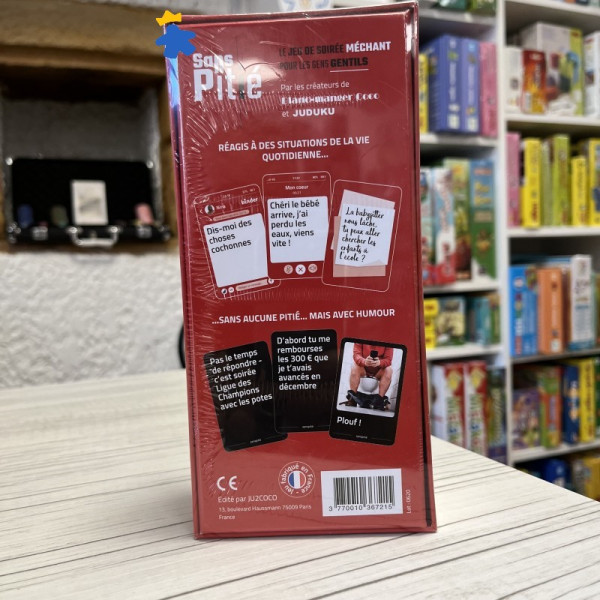 Sans
Pitié
LE JEU DE SOIRÉE MÉCHANT
POUR LES GENS GENTILS
Par les créateurs de
Blanc-manger Coco
et JUDUKU
RÉAGIS À DES SITUATIONS DE LA VIE
QUOTIDIENNE...
Dis-moi des
choses
cochonnes
Mon coeur
Chéri le bébé
arrive, j'ai
perdu les
eaux, viens
vite !
La babysitter
nous lâche,
tu peux aller
chercher les
enfants à
l'école ?
...SANS AUCUNE PITIÉ... MAIS AVEC HUMOUR
Pas le temps
de répondre
c'est soirée
Ligue des
Champions
avec les potes
D'abord tu me
rembourses
les 300 € que
je t'avais
avancés en
décembre
Plouf !
CE
Édité par JU2COCO
13, boulevard Haussmann 75009 Paris
France
fabriqué en France
3 770010 367215